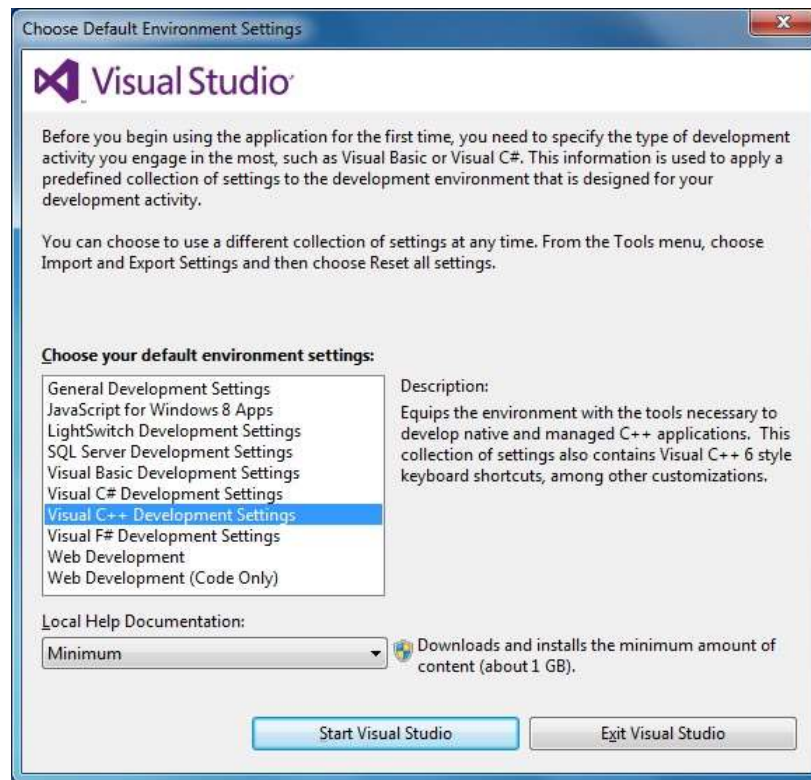 Choose Default Environment Settings
Visual Studio
Before you begin using the application for the first time, you need to specify the type of development
activity you engage in the most, such as Visual Basic or Visual C#. This information is used to apply a
predefined collection of settings to the development environment that is designed for your
development activity.
You can choose to use a different collection of settings at any time. From the Tools menu, choose
Import and Export Settings and then choose Reset all settings.
Choose your default environment settings:
General Development Settings
JavaScript for Windows 8 Apps
LightSwitch Development Settings
SQL Server Development Settings
Visual Basic Development Settings
Visual C# Development Settings
Visual C++ Development Settings
Visual F# Development Settings
Web Development
Web Development (Code Only)
Description:
Equips the environment with the tools necessary to
develop native and managed C++ applications. This
collection of settings also contains Visual C++ 6 style
keyboard shortcuts, among other customizations.
Local Help Documentation:
Minimum
Downloads and installs the minimum amount of
content (about 1 GB).
Start Visual Studio
Exit Visual Studio